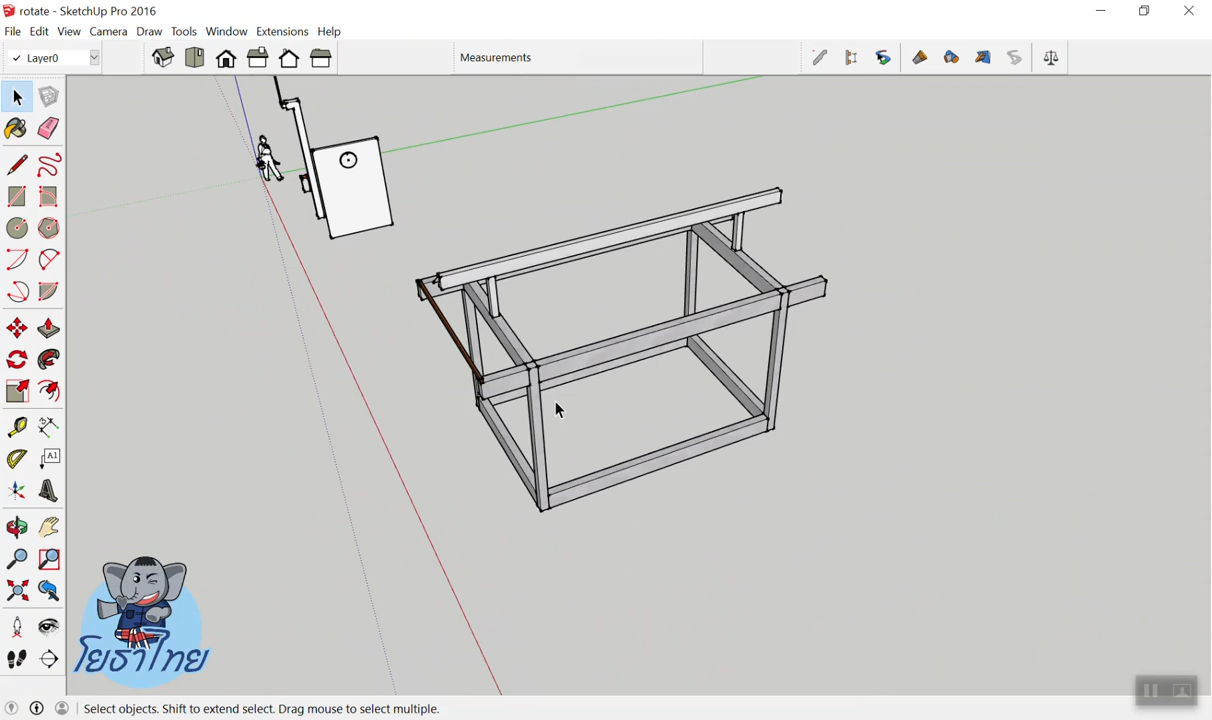 rotate - SketchUp Pro 2016
File Edit View Camera Draw Tools Window Extensions Help
✓ Layer0
Measurements
A1
โยธาไทย
Select objects. Shift to extend select. Drag mouse to select multiple.